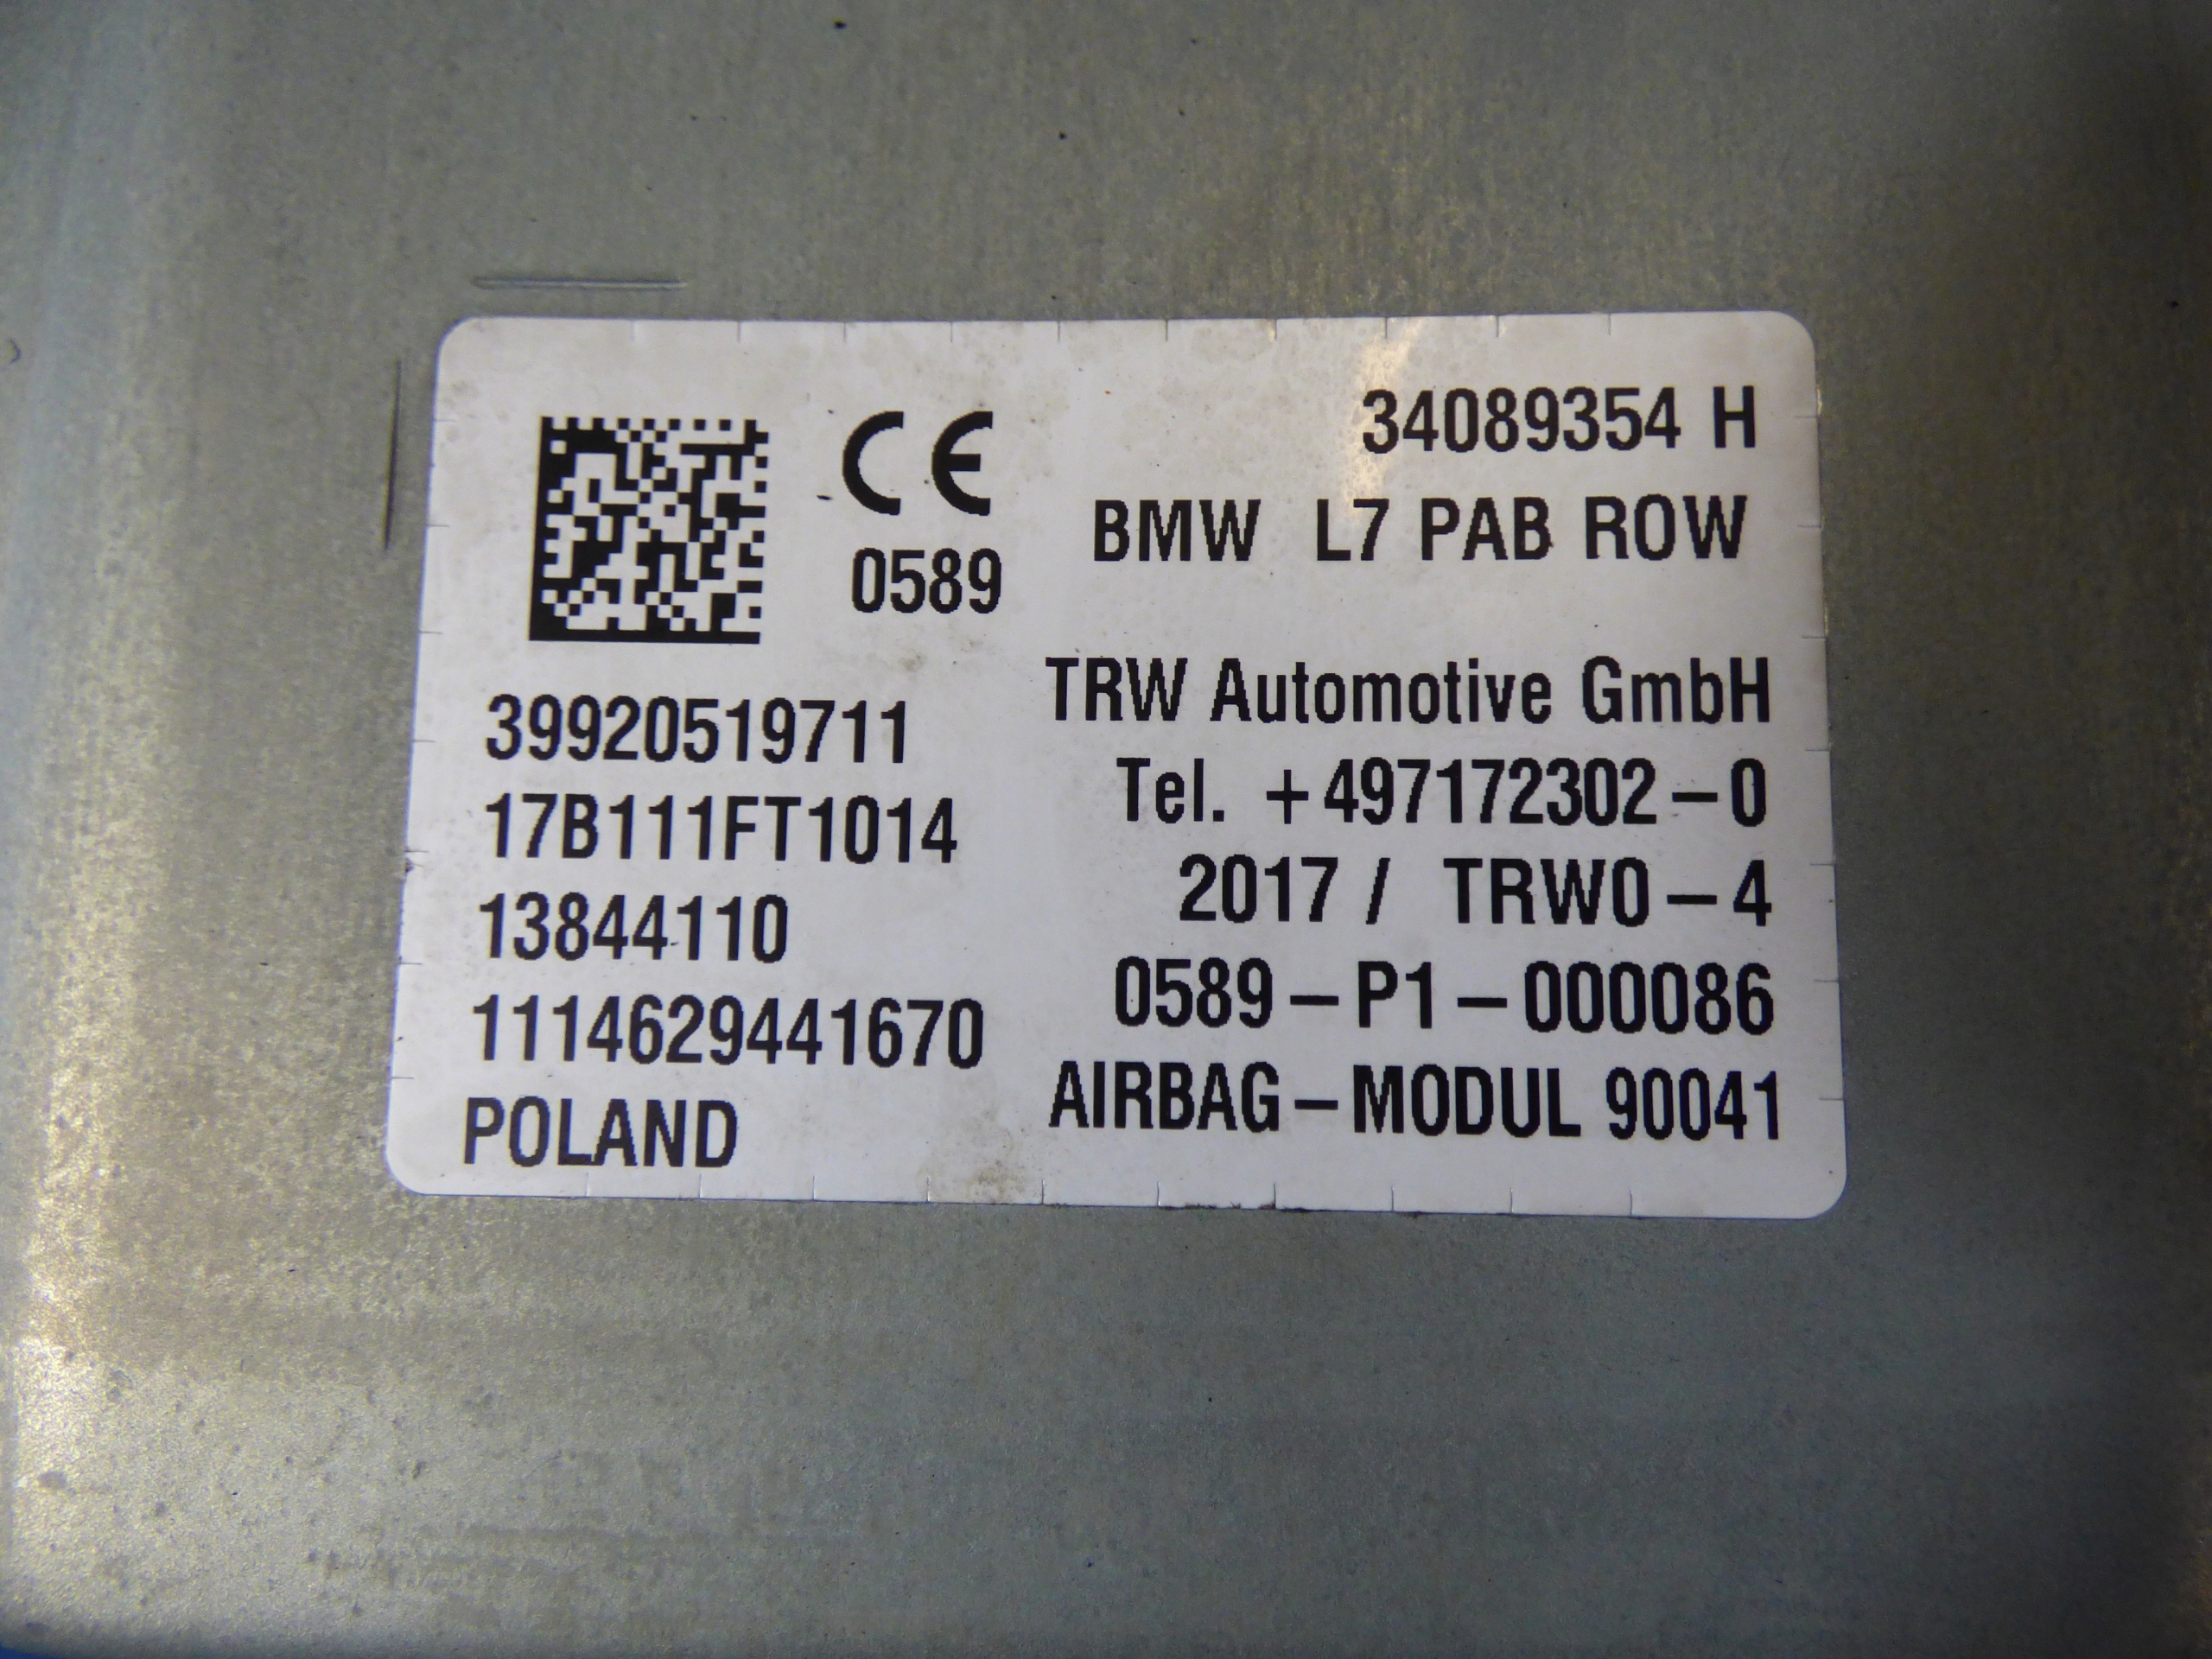 34089354 H
CE
BMW L7 PAB ROW
0589
TRW Automotive GmbH
39920519711
Tel. +497172302-0
17B111FT1014
2017 / TRW0-4
13844110
0589-P1-000086
1114629441670
AIRBAG-MODUL 90041
POLAND